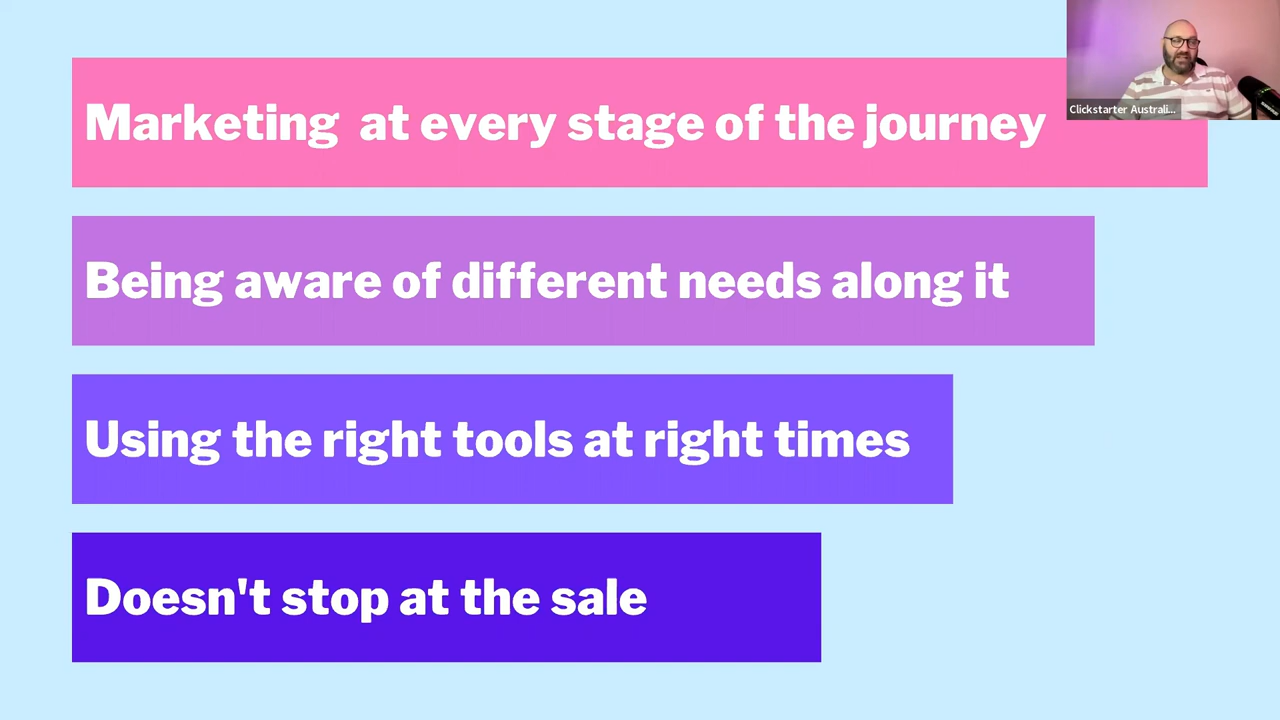 Marketing  at every stage of the journey
Clickstarter Australi...
Being aware of different needs along it
Using the right tools at right times
Doesn't stop at the sale